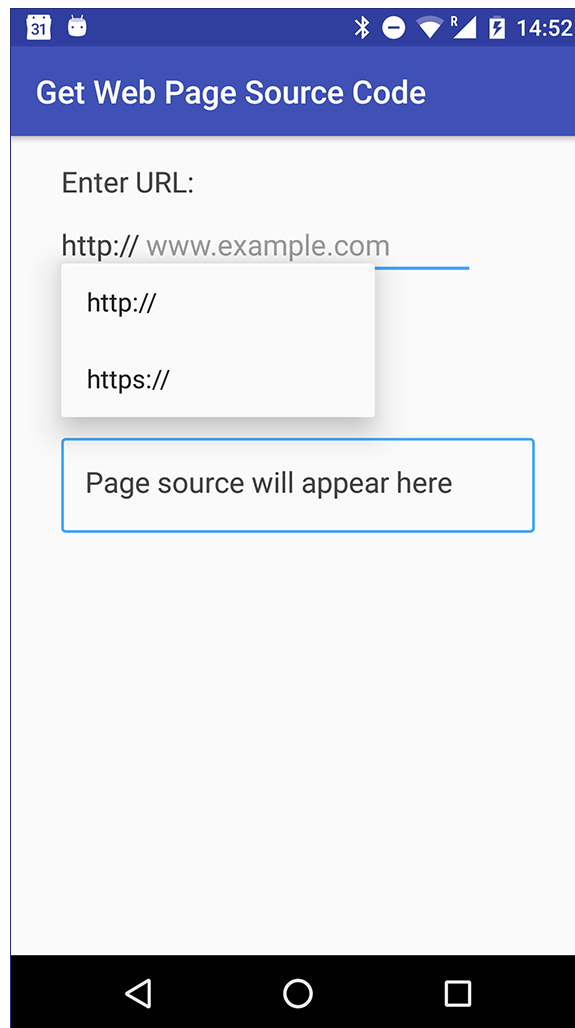 31
R
14:52
Get Web Page Source Code
Enter URL:
http:// www.example.com
http://
https://
Page source will appear here